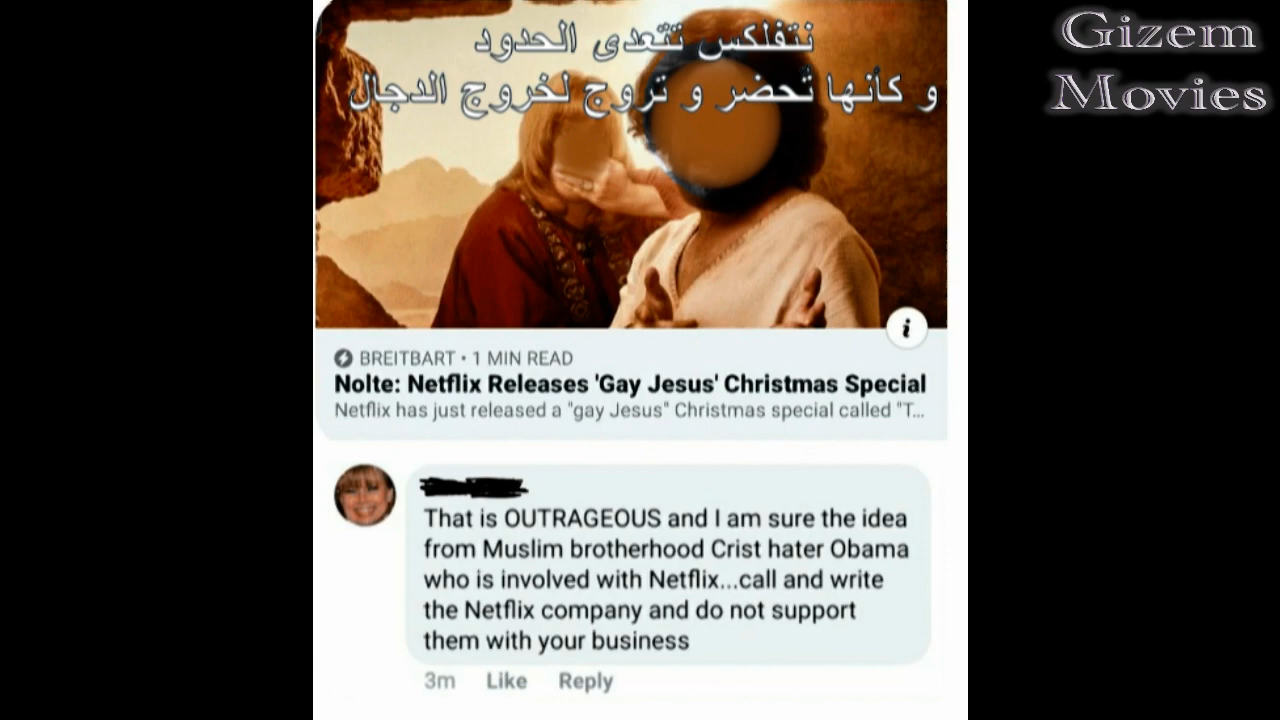 نتفلكس تتعدى الحدود
و كأنها تُحضر و تروج لخروج الدجال
Gizem
Movies
BREITBART • 1 MIN READ
Nolte: Netflix Releases 'Gay Jesus' Christmas Special
Netflix has just released a "gay Jesus" Christmas special called "T...
That is OUTRAGEOUS and I am sure the idea
from Muslim brotherhood Crist hater Obama
who is involved with Netflix...call and write
the Netflix company and do not support
them with your business
3m Like Reply